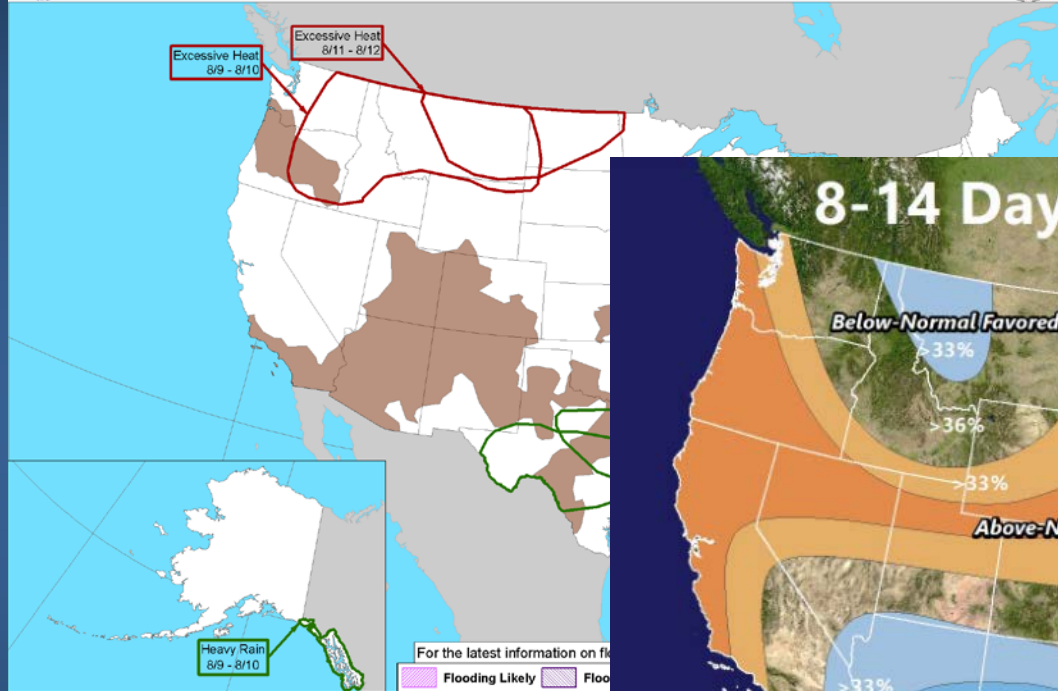 Excessive Heat
8/9 - 8/10
Excessive Heat
8/11 - 8/12
8-14 Day
Below-Normal Favored
>33%
>36%
>33%
Above-N
>33%
Heavy Rain
8/9 - 8/10
For the latest information on fl
Flooding Likely
Floo